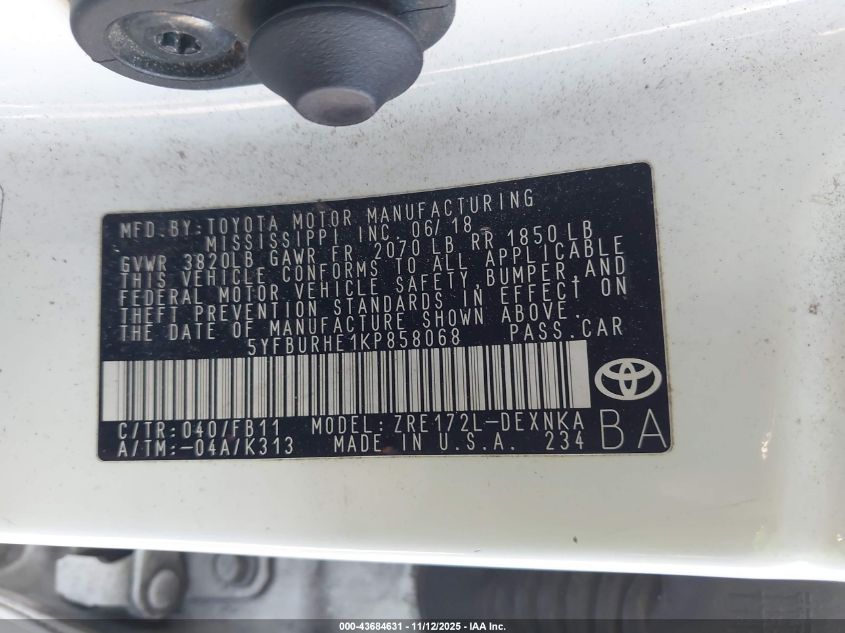 MFD.BY:TOYOTA MOTOR MANUFACTURING
MISSISSIPPI INC 06/18
GVWR 3820LB GAWR FR 2070 LB RR 1850 LB
THIS VEHICLE CONFORMS TO ALL APPLICABLE
FEDERAL MOTOR VEHICLE SAFETY,BUMPER,AND
THEFT PREVENTION STANDARDS IN EFFECT ON
THE DATE OF MANUFACTURE SHOWN ABOVE.
5YFBURHE1KP858068 PASS.CAR
C/TR:040/FB11 MODEL:ZRE172L-DEXNKA
A/TM:-04A/K313 MADE IN U.S.A. 234
BA
000-43684631 - 11/12/2025 - IAA Inc.